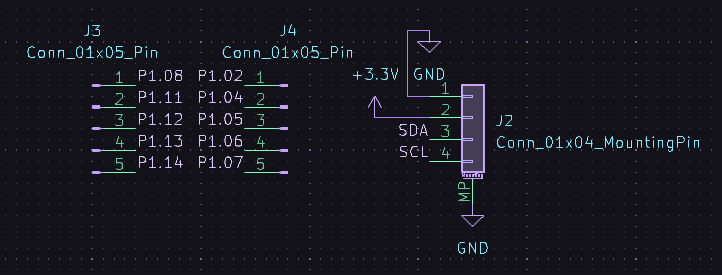 J3
Conn_01x05_Pin
1 P1.08
2 P1.11
3 P1.12
4 P1.13
5 P1.14
J4
Conn_01x05_Pin
P1.02 1
P1.04 2
P1.05 3
P1.06 4
P1.07 5
+3.3V
GND
1
2
SDA 3
SCL 4
J2
Conn_01x04_MountingPin
MP
GND